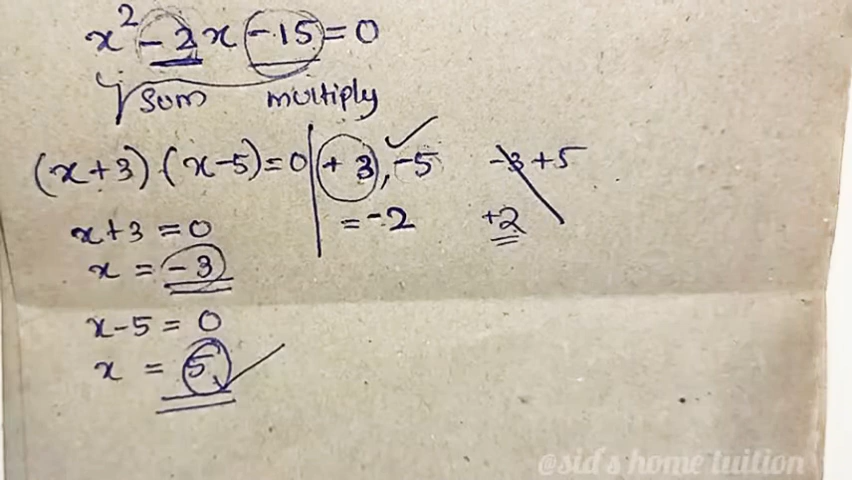 x² - 2x - 15 = 0
Sum multiply
(x+3) (x-5) = 0 +3, -5 -3 +5
x+3 = 0 = -2 +2
x = -3
x-5 = 0
x = 5
@sid's home tuition